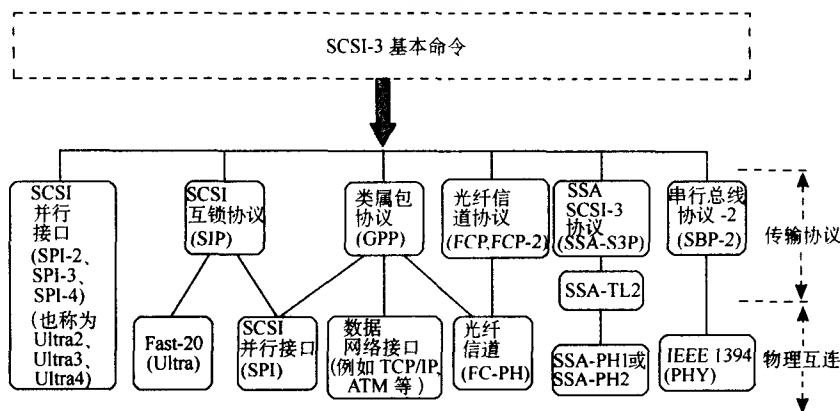 SCSI-3 基本命令
SCSI
并行
接口
(SPI-2、
SPI-3、
SPI-4)
(也称为
Ultra2、
Ultra3、
Ultra4)
SCSI
互锁协议
(SIP)
类属包
协议
(GPP)
光纤信
道协议
(FCP,FCP-2)
SSA
SCSI-3
协议
(SSA-S3P)
串行总线
协议 -2
(SBP-2)
传输协议
SSA-TL2
Fast-20
(Ultra)
SCSI
并行接口
(SPI)
数据
网络接口
(例如 TCP/IP,
ATM 等 )
光纤
信道
(FC-PH)
SSA-PH1或
SSA-PH2
IEEE 1394
(PHY)
物理互连